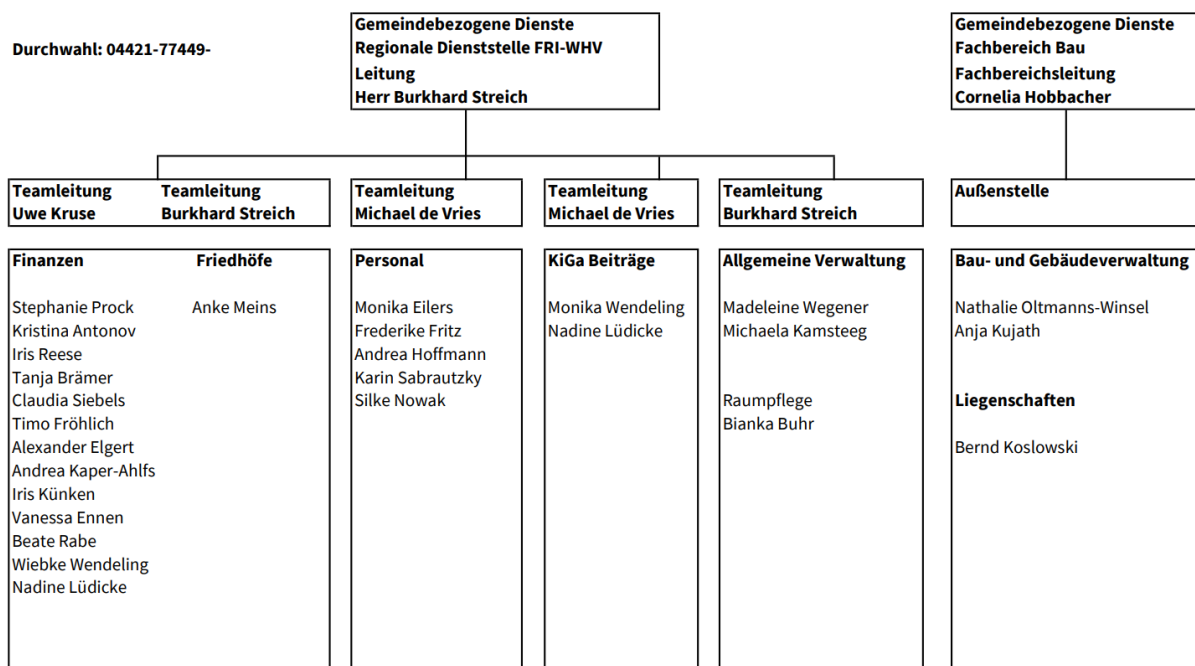 Durchwahl: 04421-77449-
Gemeindebezogene Dienste
Regionale Dienststelle FRI-WHV
Leitung
Herr Burkhard Streich
Gemeindebezogene Dienste
Fachbereich Bau
Fachbereichsleitung
Cornelia Hobbacher
Teamleitung
Uwe Kruse
Teamleitung
Burkhard Streich
Teamleitung
Michael de Vries
Teamleitung
Michael de Vries
Teamleitung
Burkhard Streich
Außenstelle
Finanzen
Stephanie Prock
Kristina Antonov
Iris Reese
Tanja Brämer
Claudia Siebels
Timo Fröhlich
Alexander Elgert
Andrea Kaper-Ahlfs
Iris Künken
Vanessa Ennen
Beate Rabe
Wiebke Wendeling
Nadine Lüdicke
Friedhöfe
Anke Meins
Personal
Monika Eilers
Frederike Fritz
Andrea Hoffmann
Karin Sabrautzky
Silke Nowak
KiGa Beiträge
Monika Wendeling
Nadine Lüdicke
Allgemeine Verwaltung
Madeleine Wegener
Michaela Kamsteeg
Raumpflege
Bianka Buhr
Bau- und Gebäudeverwaltung
Nathalie Oltmanns-Winsel
Anja Kujath
Liegenschaften
Bernd Koslowski